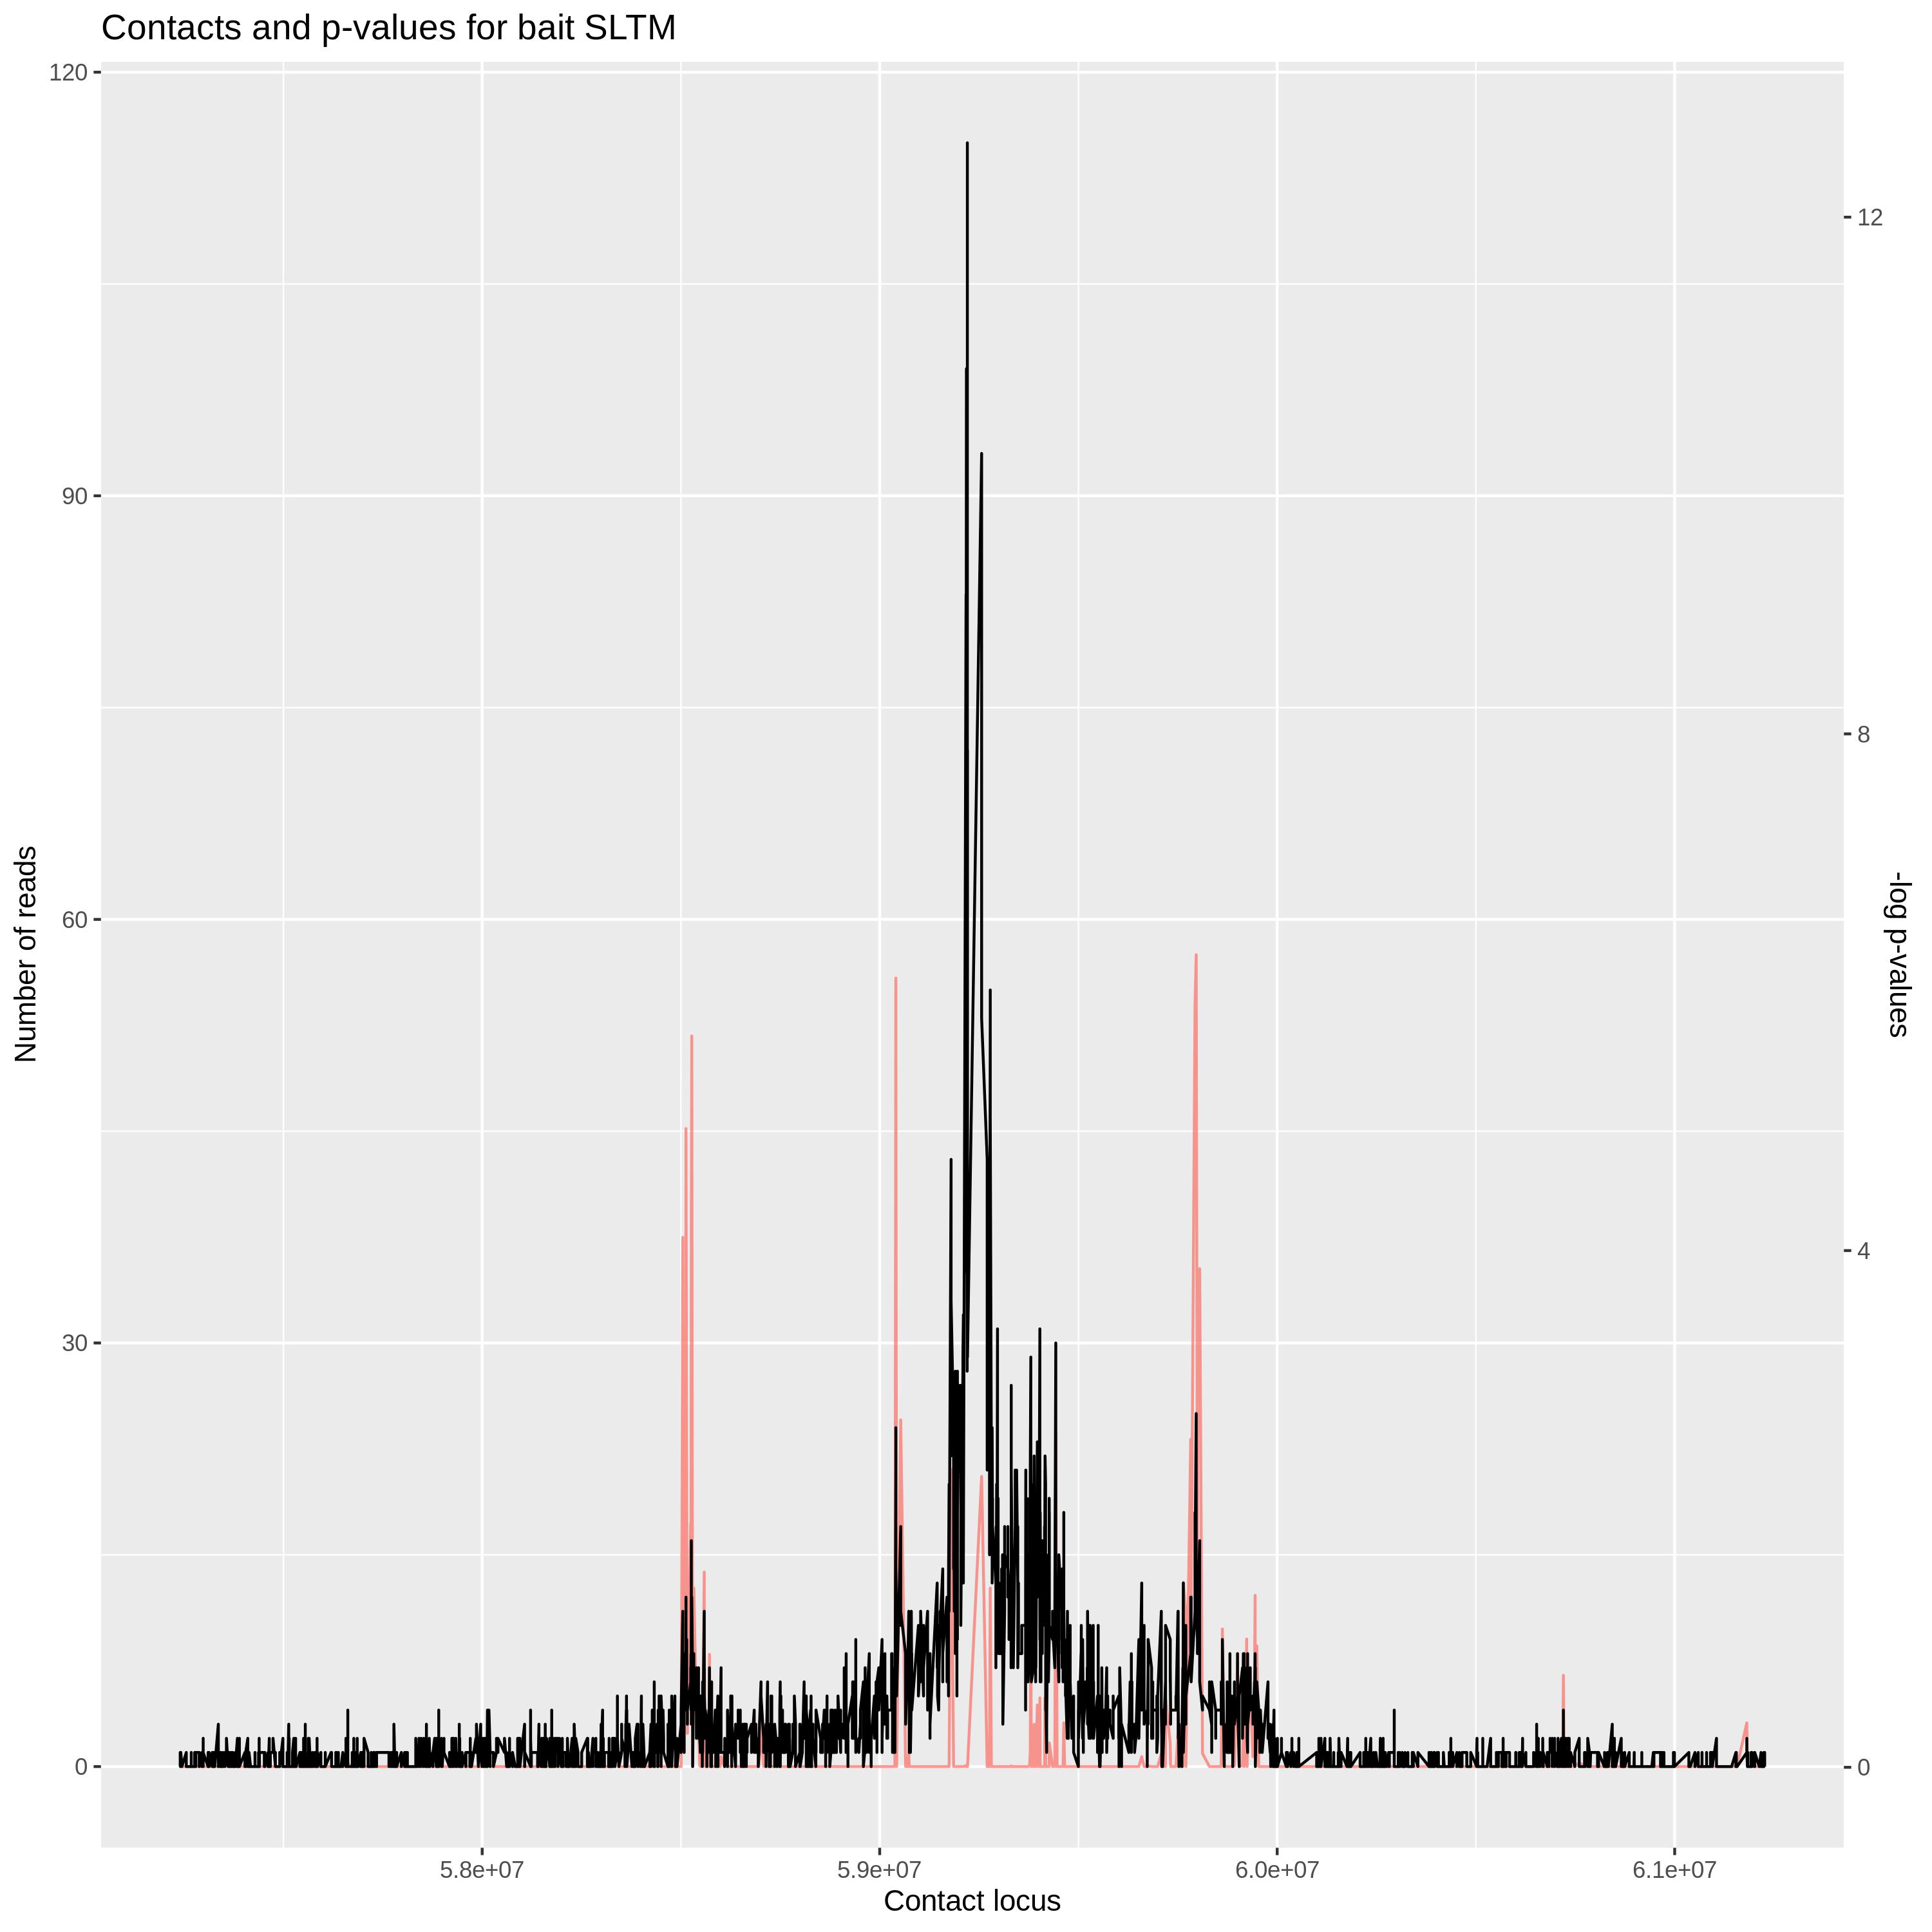 Contacts and p-values for bait SLTM
120
90
60
30
0
Number of reads
12
8
4
0
-log p-values
5.8e+07
5.9e+07
6.0e+07
6.1e+07
Contact locus